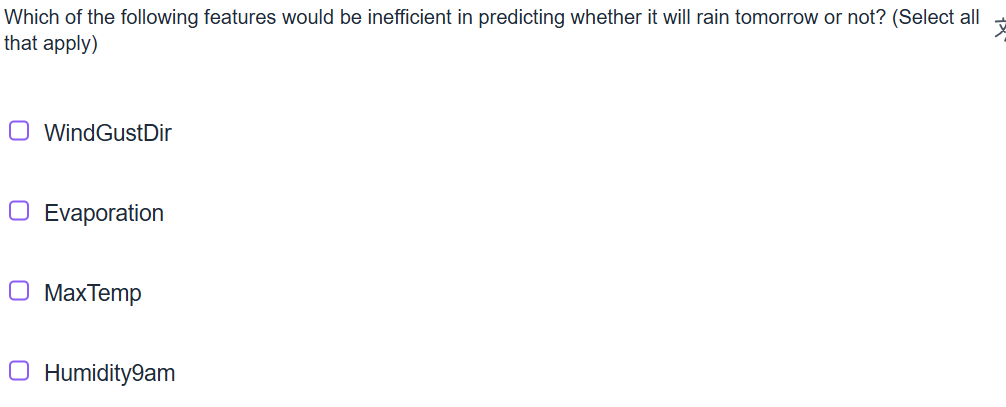 Which of the following features would be inefficient in predicting whether it will rain tomorrow or not? (Select all
that apply)
WindGustDir
Evaporation
MaxTemp
Humidity9am